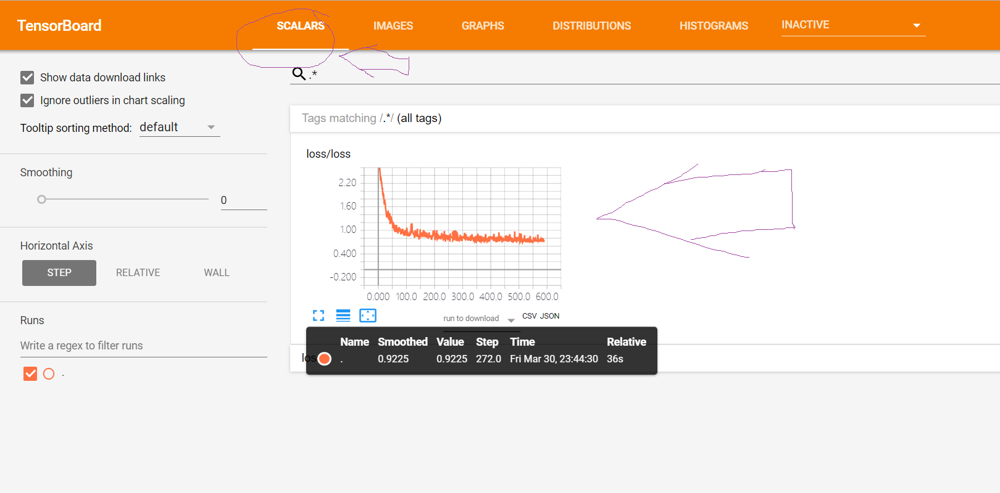 TensorBoard SCALARS IMAGES GRAPHS DISTRIBUTIONS HISTOGRAMS INACTIVE
Show data download links
Ignore outliers in chart scaling
Tooltip sorting method: default
Smoothing
0
Horizontal Axis
STEP RELATIVE WALL
Runs
Write a regex to filter runs
.
.*
Tags matching /.*/ (all tags)
loss/loss
2.20
1.60
1.00
0.400
-0.200
0.000 100.0 200.0 300.0 400.0 500.0 600.0
run to download CSV JSON
Name Smoothed Value Step Time Relative
. 0.9225 0.9225 272.0 Fri Mar 30, 23:44:30 36s